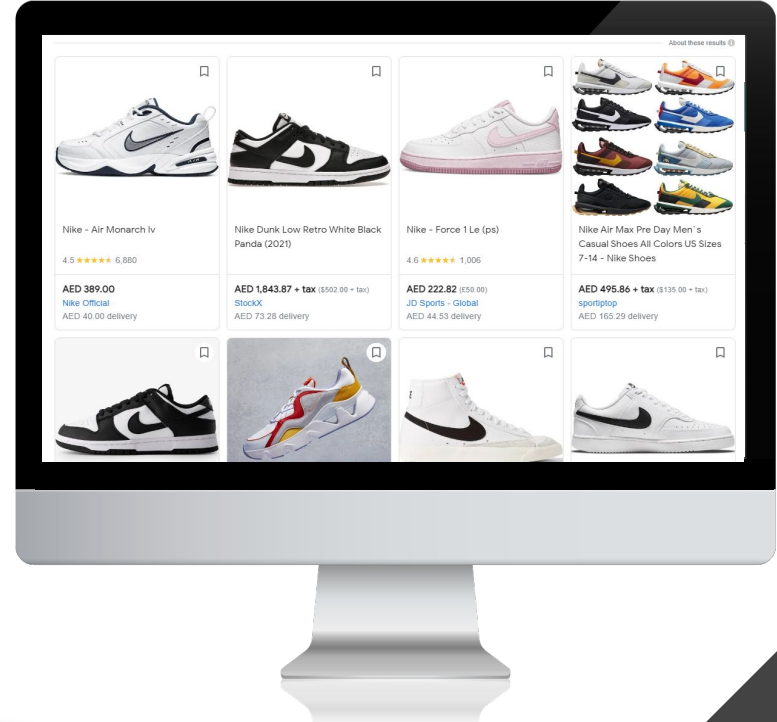 About these results
Nike - Air Monarch Iv
4.5 ★★★★★ 6,880
AED 389.00
Nike Official
AED 40.00 delivery
Nike Dunk Low Retro White Black
Panda (2021)
AED 1,843.87 + tax ($502.00 + tax)
StockX
AED 73.28 delivery
Nike - Force 1 Le (ps)
4.6 ★★★★★ 1,006
AED 222.82 (£50.00)
JD Sports - Global
AED 44.53 delivery
Nike Air Max Pre Day Men`s
Casual Shoes All Colors US Sizes
7-14 - Nike Shoes
AED 495.86 + tax ($135.00 + tax)
sportiptop
AED 165.29 delivery